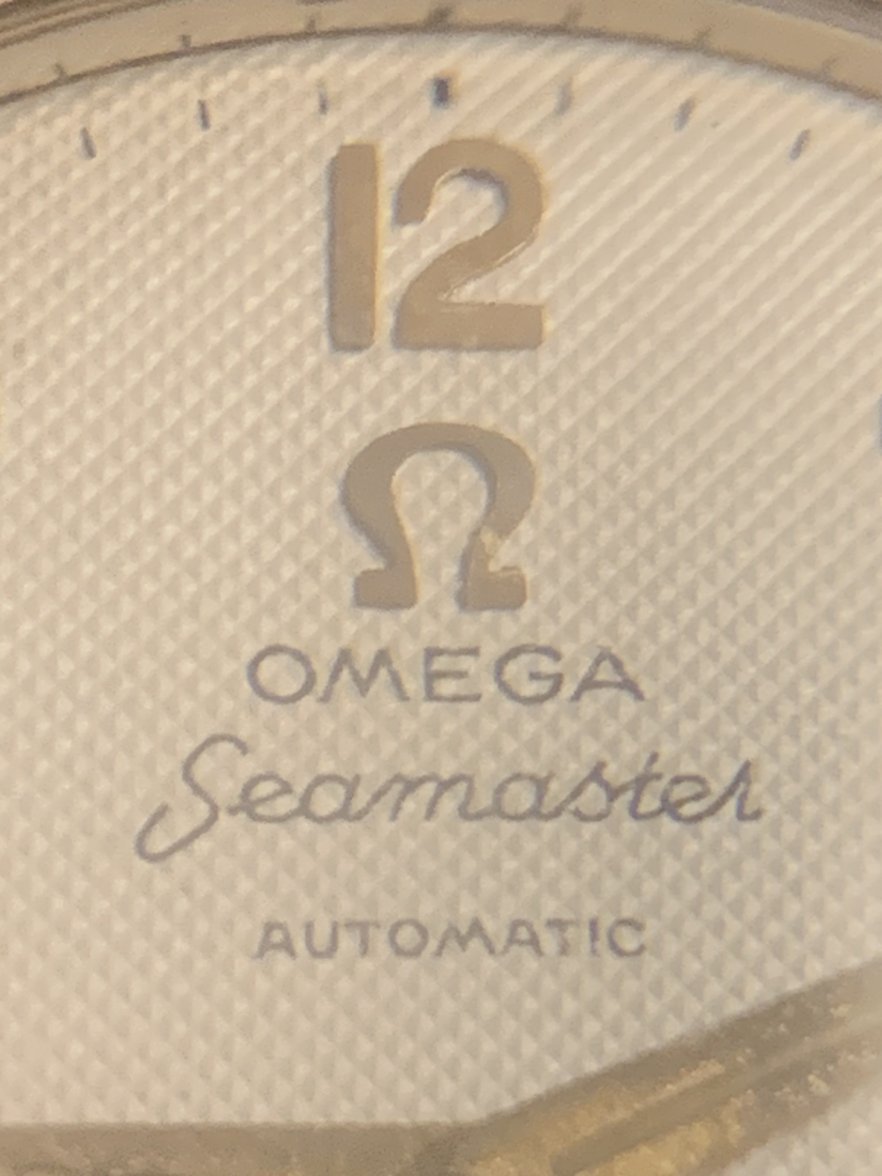 12
Ω
OMEGA
Seamaster
AUTOMATIC